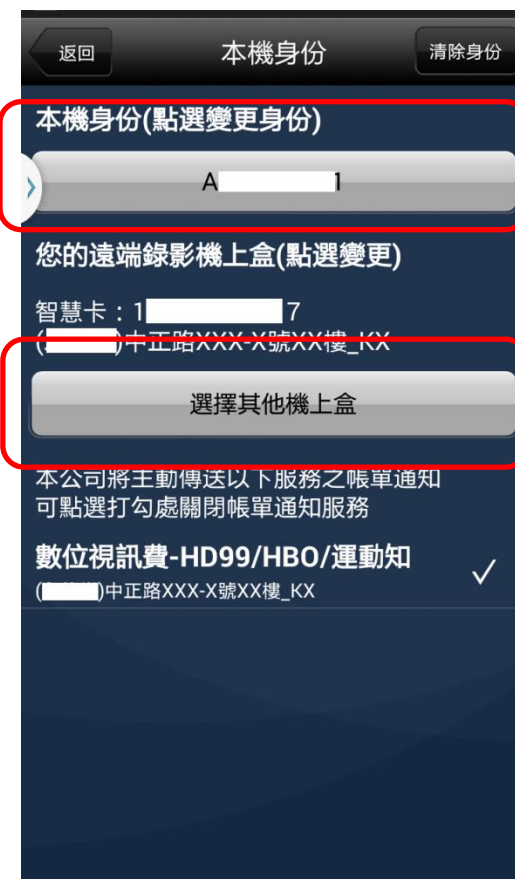 返回
本機身份
清除身份
本機身份(點選變更身份)
A 1
您的遠端錄影機上盒(點選變更)
智慧卡：1 7
( )中正路XXX-X號XX樓_KX
選擇其他機上盒
本公司將主動傳送以下服務之帳單通知
可點選打勾處關閉帳單通知服務
數位視訊費-HD99/HBO/運動知
( )中正路XXX-X號XX樓_KX